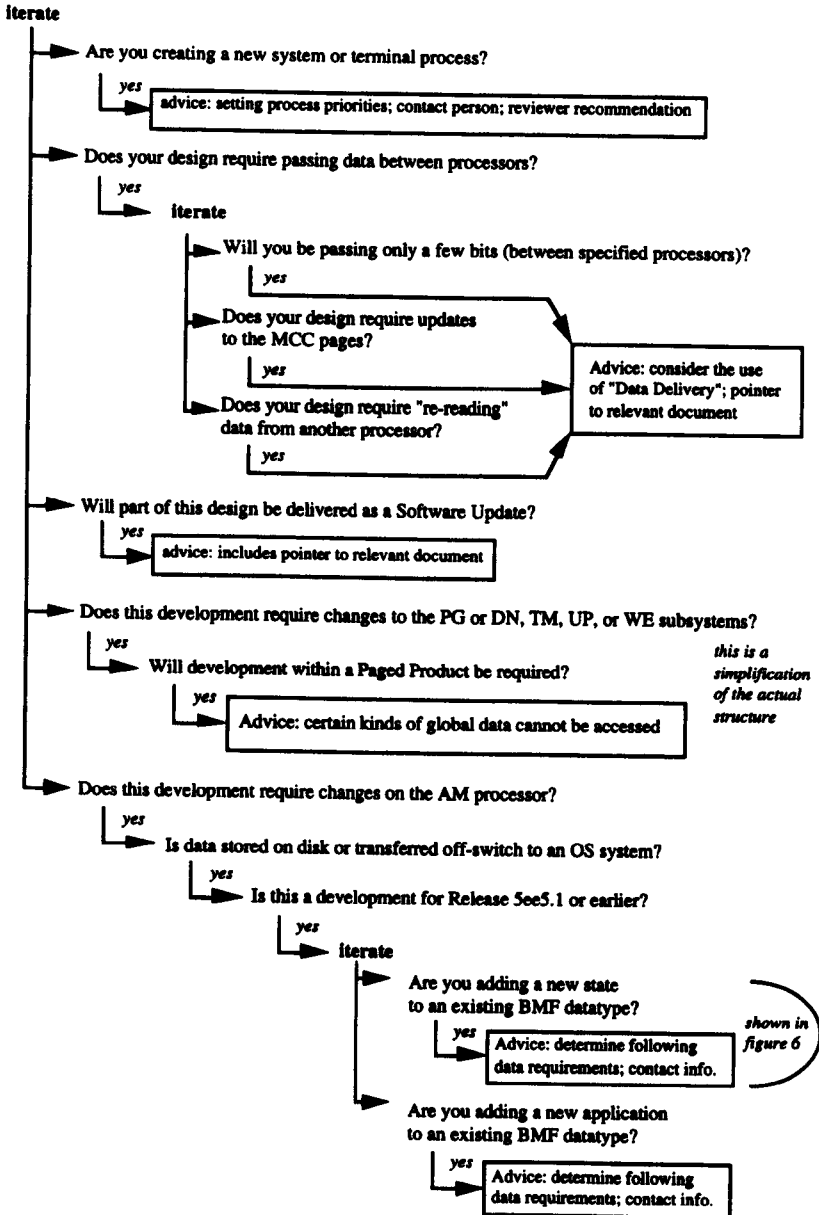 iterate
Are you creating a new system or terminal process?
yes
advice: setting process priorities; contact person; reviewer recommendation
Does your design require passing data between processors?
yes
iterate
Will you be passing only a few bits (between specified processors)?
yes
Does your design require updates
to the MCC pages?
yes
Does your design require "re-reading"
data from another processor?
yes
Advice: consider the use
of "Data Delivery"; pointer
to relevant document
Will part of this design be delivered as a Software Update?
yes
advice: includes pointer to relevant document
Does this development require changes to the PG or DN, TM, UP, or WE subsystems?
yes
Will development within a Paged Product be required?
yes
Advice: certain kinds of global data cannot be accessed
this is a
simplification
of the actual
structure
Does this development require changes on the AM processor?
yes
Is data stored on disk or transferred off-switch to an OS system?
yes
Is this a development for Release 5ee5.1 or earlier?
yes
iterate
Are you adding a new state
to an existing BMF datatype?
yes
Advice: determine following
data requirements; contact info.
shown in
figure 6
Are you adding a new application
to an existing BMF datatype?
yes
Advice: determine following
data requirements; contact info.